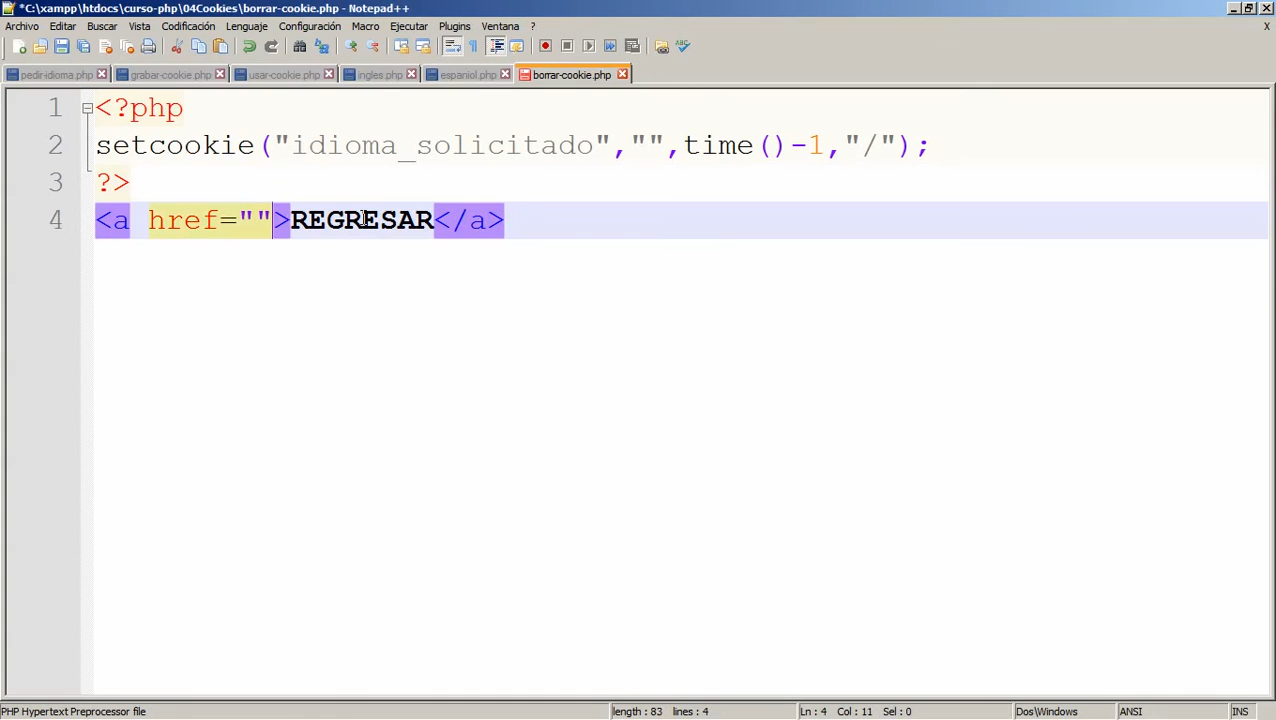 *C:\xampp\htdocs\curso-php\04Cookies\borrar-cookie.php - Notepad++
Archivo Editar Buscar Vista Codificación Lenguaje Configuración Macro Ejecutar Plugins Ventana ? X
pedir-idioma.php grabar-cookie.php usar-cookie.php ingles.php espaniol.php borrar-cookie.php
1 <?php
2 setcookie("idioma_solicitado","",time()-1,"/");
3 ?>
4 <a href="">REGRESAR</a>
PHP Hypertext Preprocessor file length : 83 lines : 4 Ln : 4 Col : 11 Sel : 0 Dos\Windows ANSI INS